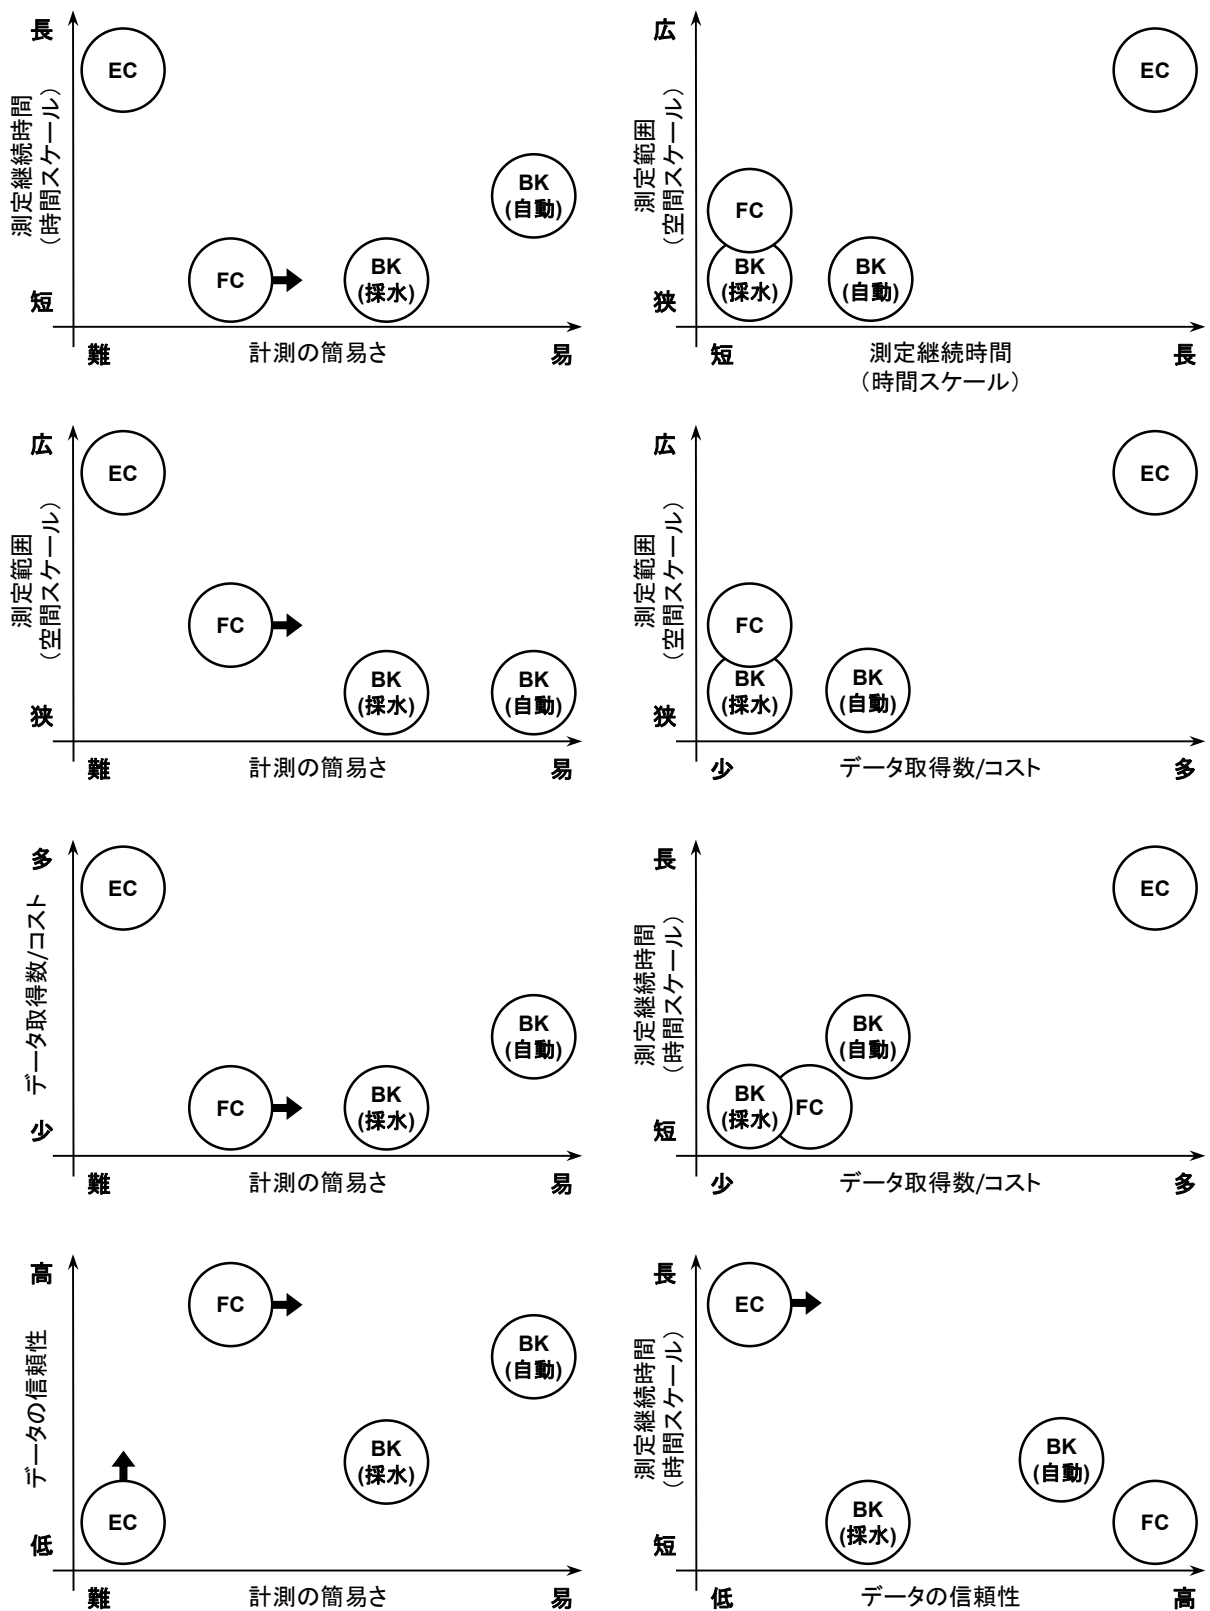 長
測定継続時間
（時間スケール）
短
EC
FC
BK
(採水)
BK
(自動)
難
計測の簡易さ
易
広
測定範囲
（空間スケール）
狭
EC
FC
BK
(採水)
BK
(自動)
短
測定継続時間
（時間スケール）
長
広
測定範囲
（空間スケール）
狭
EC
FC
BK
(採水)
BK
(自動)
難
計測の簡易さ
易
広
測定範囲
（空間スケール）
狭
EC
FC
BK
(採水)
BK
(自動)
少
データ取得数/コスト
多
多
データ取得数/コスト
少
EC
FC
BK
(採水)
BK
(自動)
難
計測の簡易さ
易
長
測定継続時間
（時間スケール）
短
EC
BK
(自動)
BK
(採水)
FC
少
データ取得数/コスト
多
高
データの信頼性
低
FC
BK
(自動)
BK
(採水)
EC
難
計測の簡易さ
易
長
測定継続時間
（時間スケール）
短
EC
BK
(自動)
BK
(採水)
FC
低
データの信頼性
高